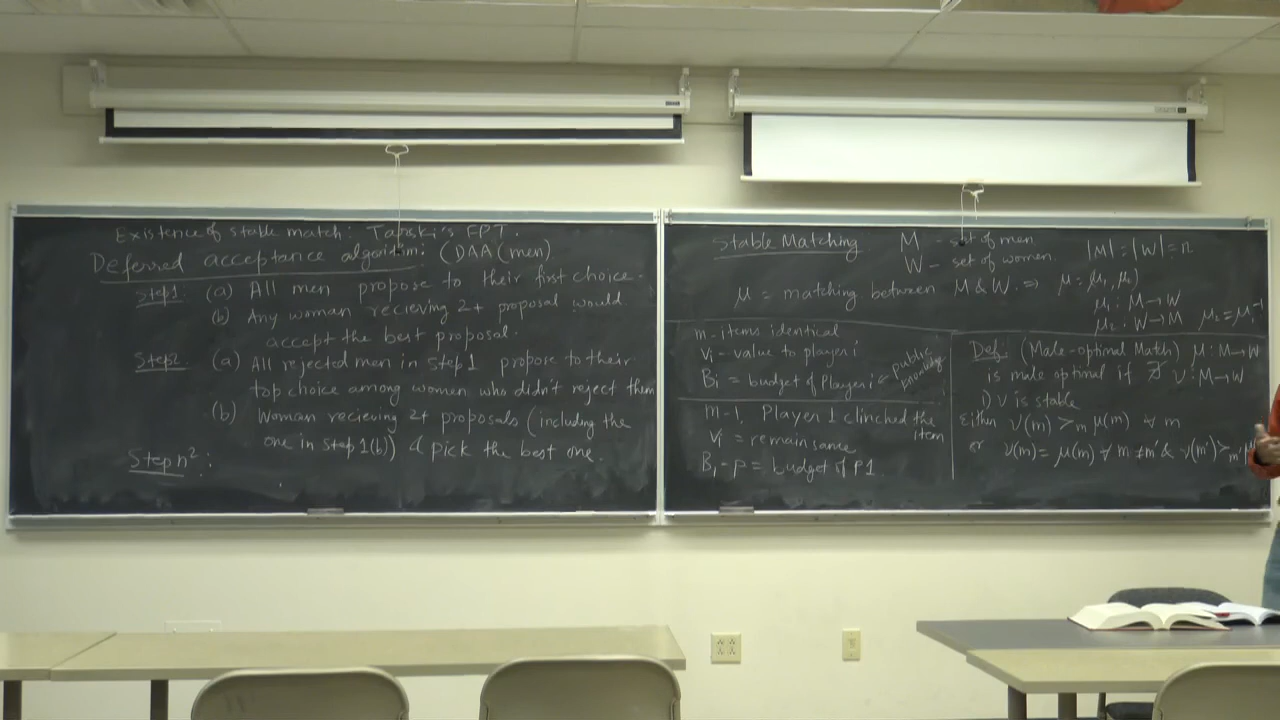 Existence of stable match: Tarski's FPT.
Deferred acceptance algorithm: (DAA (men)
Step1: (a) All men propose to their first choice.
(b) Any woman recieving 2+ proposal would
accept the best proposal.
Step2: (a) All rejected men in step 1 propose to their
top choice among women who didn't reject them
(b) Woman recieving 2+ proposals (including the
one in step 1(b)) & pick the best one.
Step n²:
Stable Matching M - set of men |M|=|W|=n
W - set of women
μ = matching between M & W ⇒ μ=(μ₁, μ₂)
μ₁: M→W
μ₂: W→M μ₂=μ₁⁻¹
m-items identical
Vi - value to player i
Bi = budget of Player i ← public knowledge
m-1, Player 1 clinched the item
Vi = remain same
B₁-p = budget of P1.
Def: (Male-optimal Match) μ: M→W
is male optimal if ∄ ν: M→W
1) ν is stable
Either ν(m) >m μ(m) ∀ m
or ν(m) = μ(m) ∀ m ≠ m' & ν(m') >m'